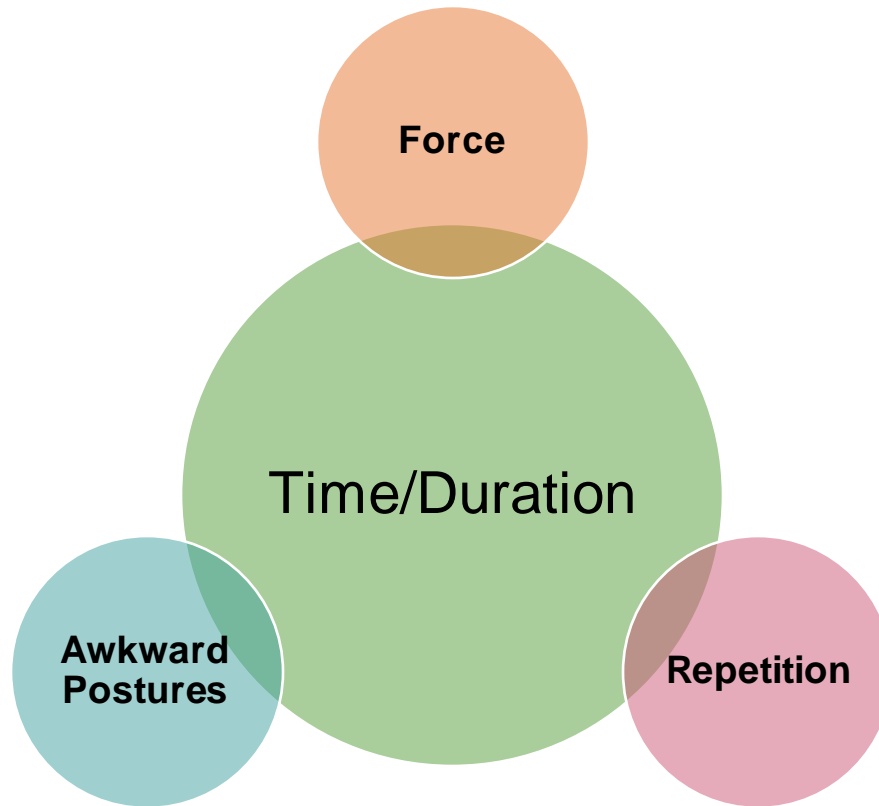 Force
Time/Duration
Awkward
Postures
Repetition